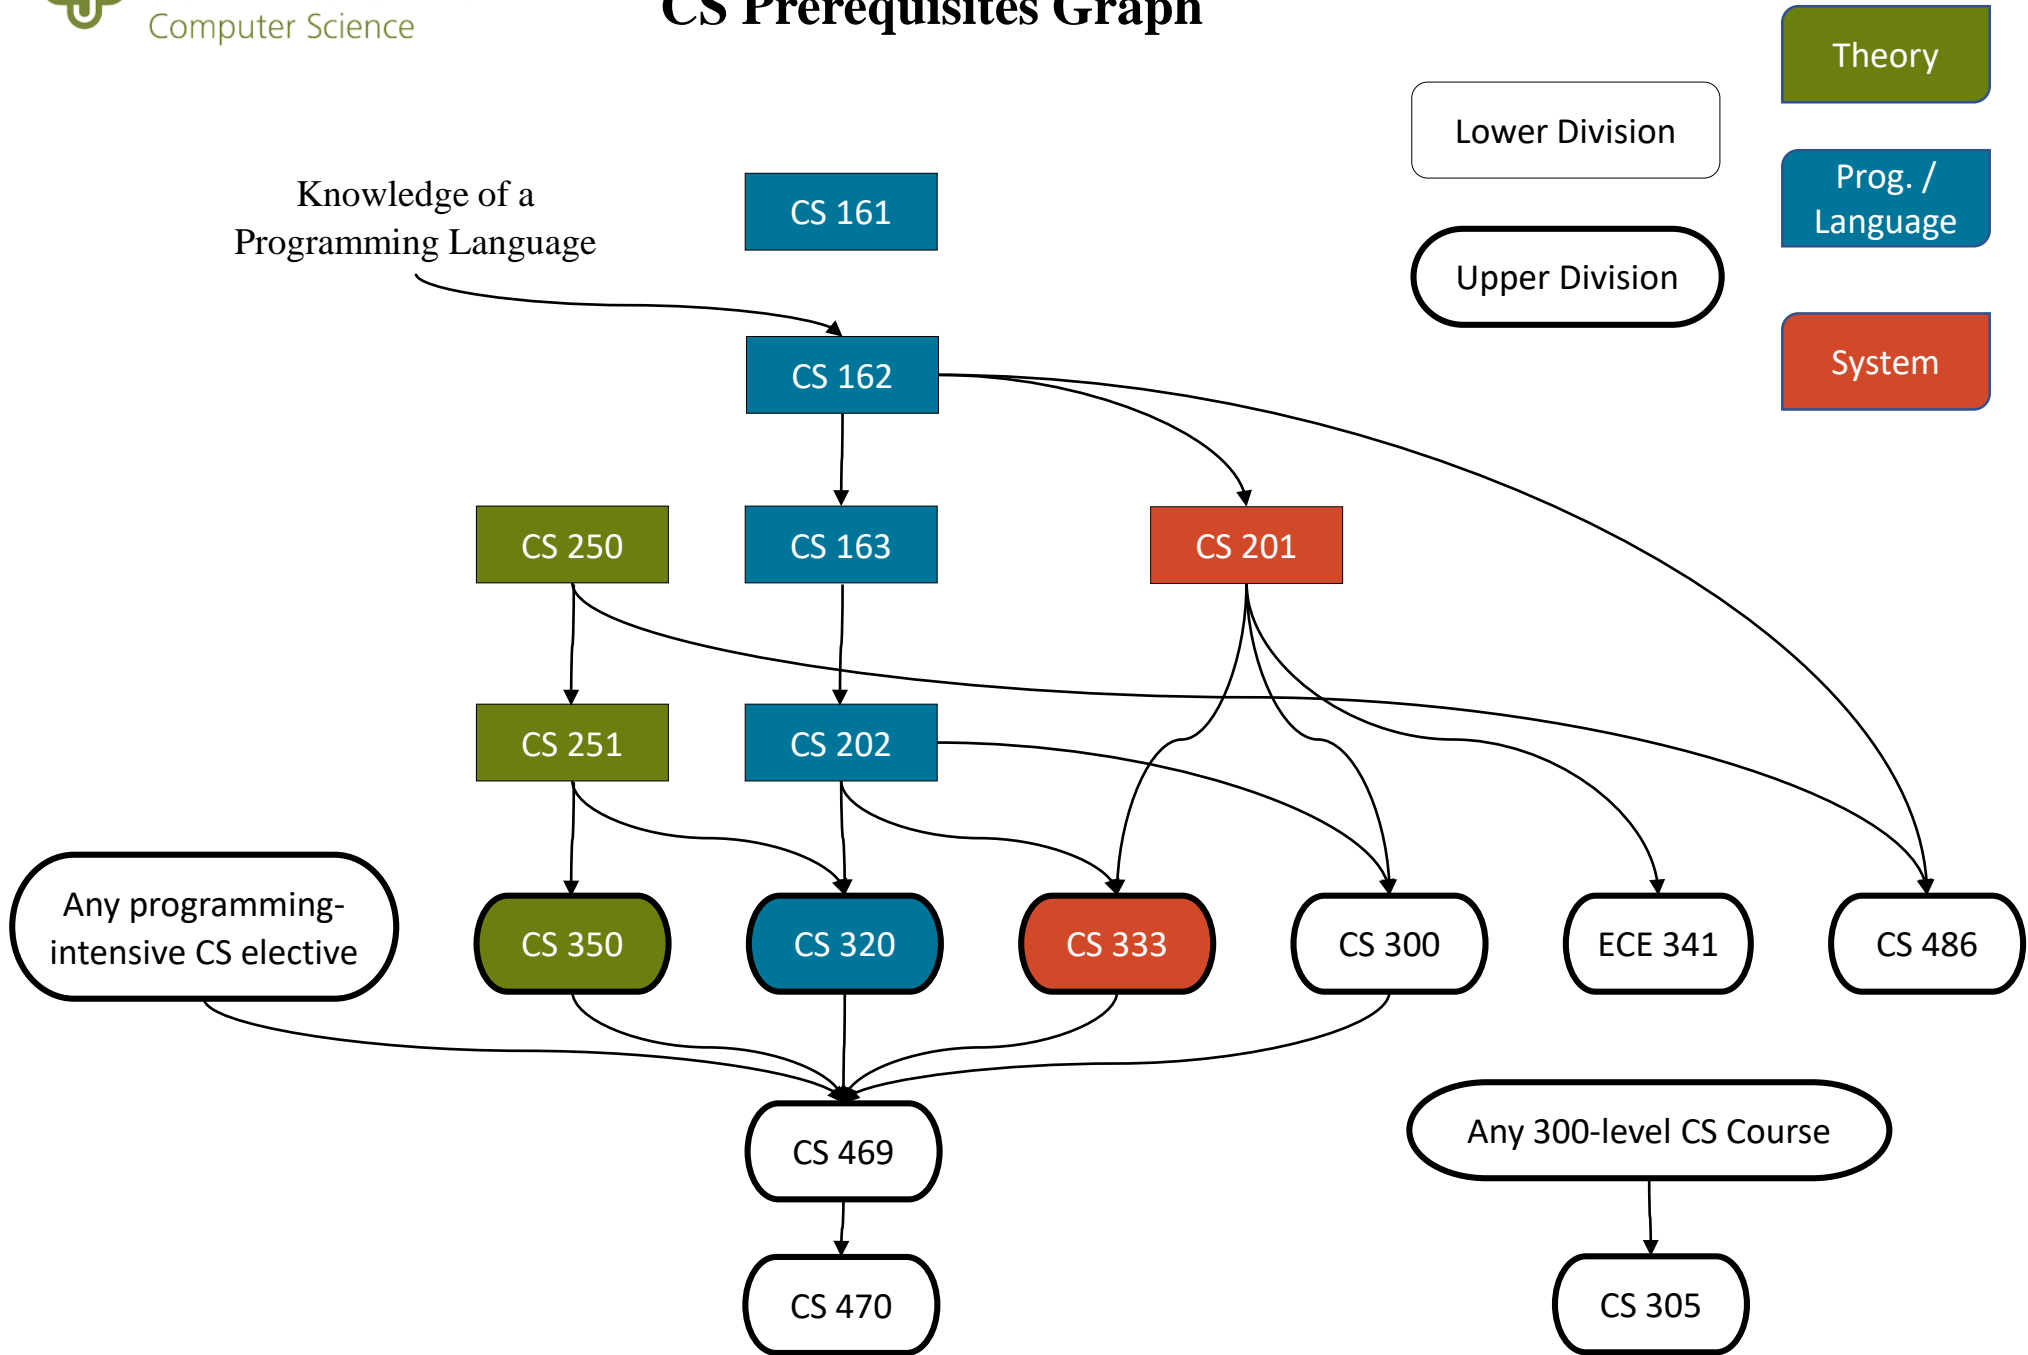 Computer Science
CS Prerequisites Graph
Theory
Lower Division
Prog. /
Language
Knowledge of a
Programming Language
CS 161
Upper Division
System
CS 162
CS 250
CS 163
CS 201
CS 251
CS 202
Any programming-
intensive CS elective
CS 350
CS 320
CS 333
CS 300
ECE 341
CS 486
CS 469
Any 300-level CS Course
CS 470
CS 305